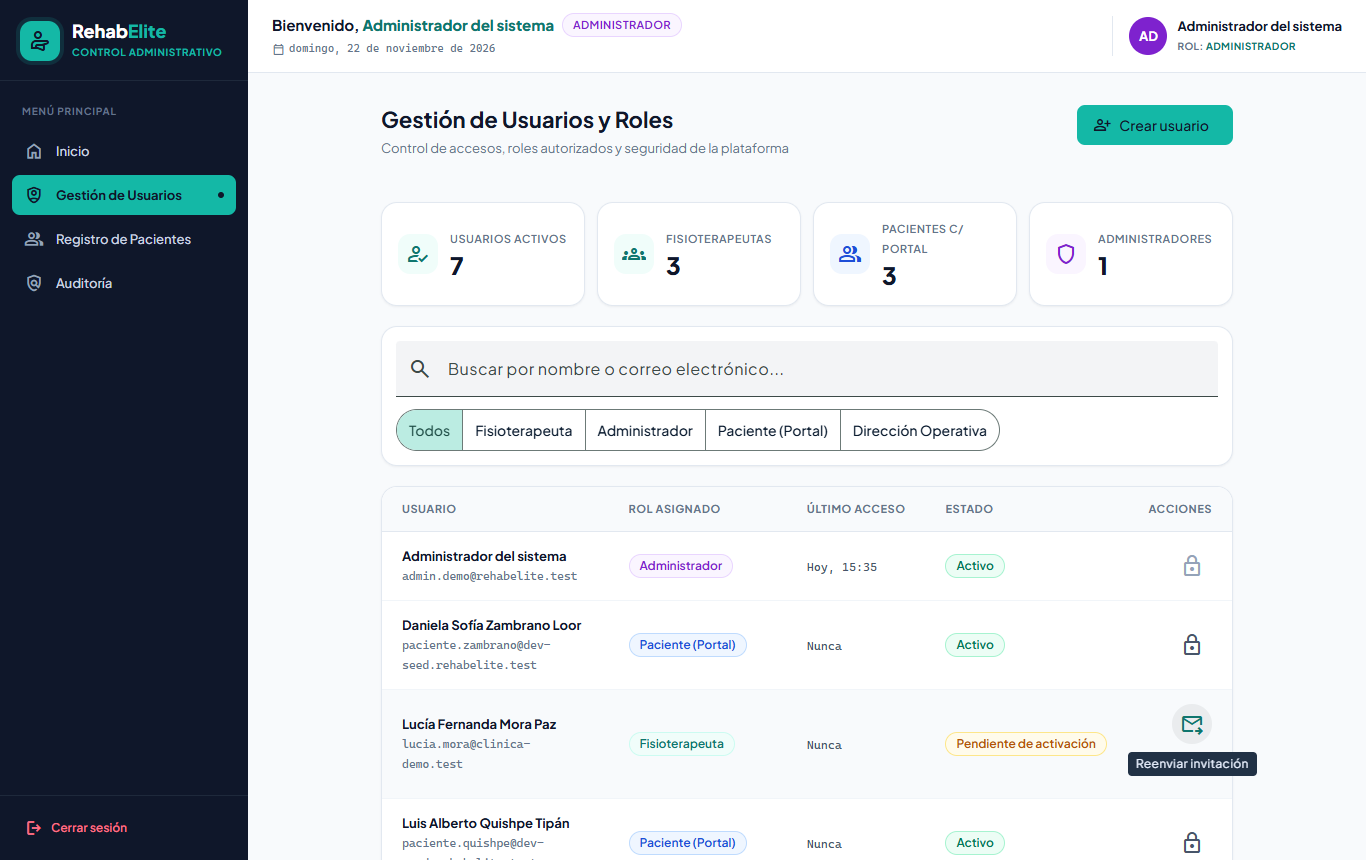 RehabElite
CONTROL ADMINISTRATIVO
MENÚ PRINCIPAL
Inicio
Gestión de Usuarios
Registro de Pacientes
Auditoría
Cerrar sesión
Bienvenido, Administrador del sistema ADMINISTRADOR
domingo, 22 de noviembre de 2026
AD
Administrador del sistema
ROL: ADMINISTRADOR
Gestión de Usuarios y Roles
Control de accesos, roles autorizados y seguridad de la plataforma
Crear usuario
USUARIOS ACTIVOS
7
FISIOTERAPEUTAS
3
PACIENTES C/
PORTAL
3
ADMINISTRADORES
1
Buscar por nombre o correo electrónico...
Todos Fisioterapeuta Administrador Paciente (Portal) Dirección Operativa
USUARIO ROL ASIGNADO ÚLTIMO ACCESO ESTADO ACCIONES
Administrador del sistema
admin.demo@rehabelite.test
Administrador
Hoy, 15:35
Activo
Daniela Sofía Zambrano Loor
paciente.zambrano@dev-
seed.rehabelite.test
Paciente (Portal)
Nunca
Activo
Lucía Fernanda Mora Paz
lucia.mora@clinica-
demo.test
Fisioterapeuta
Nunca
Pendiente de activación
Reenviar invitación
Luis Alberto Quishpe Tipán
paciente.quishpe@dev-
Paciente (Portal)
Nunca
Activo